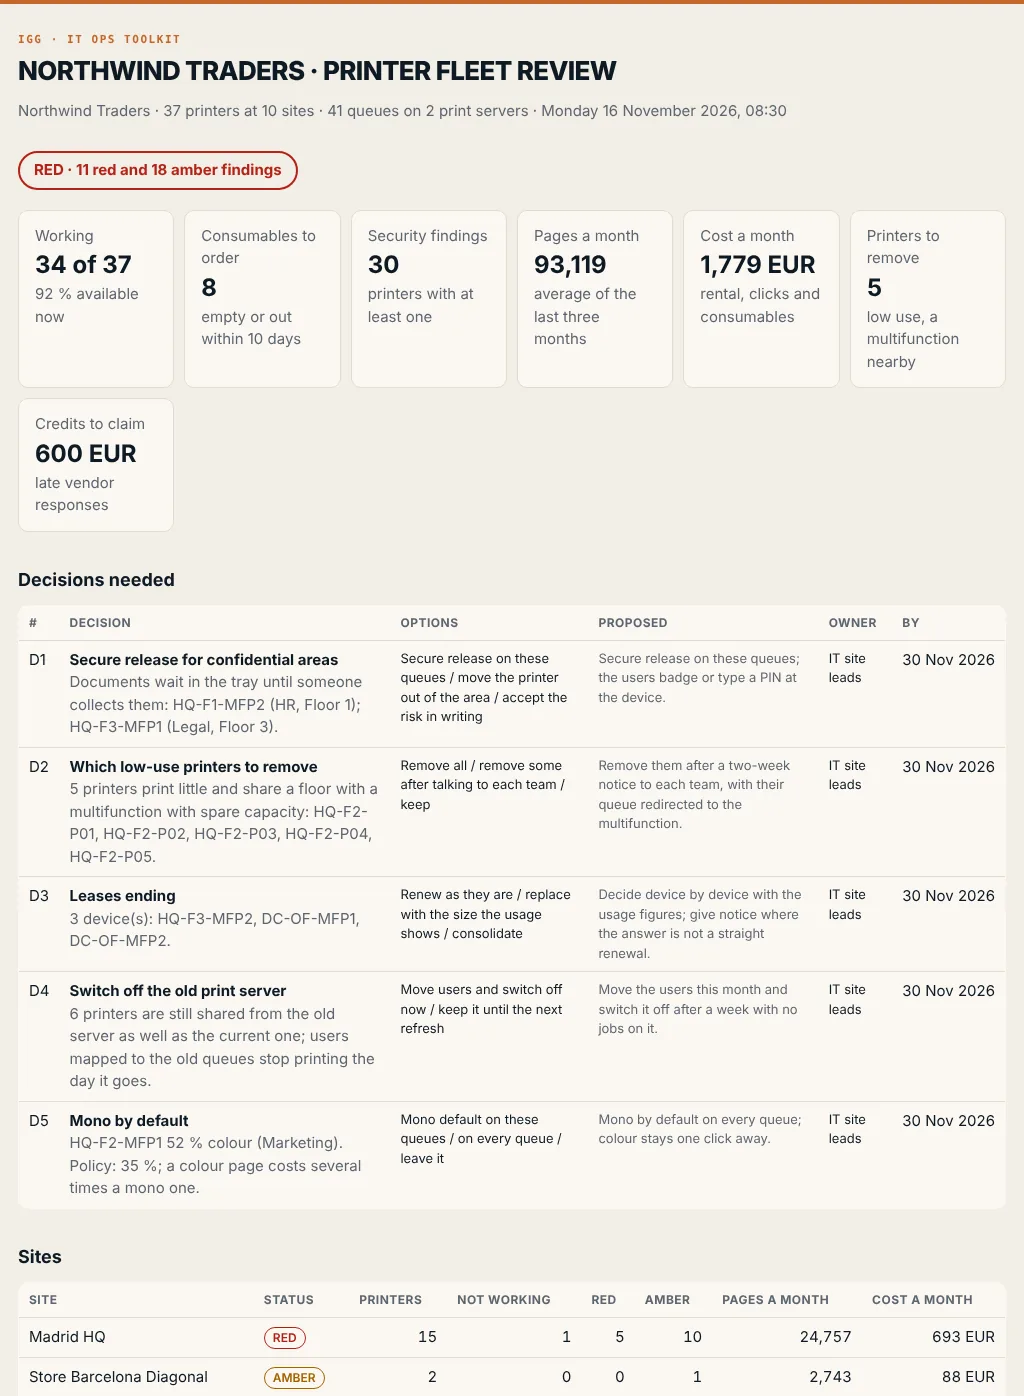 IGG · IT OPS TOOLKIT
NORTHWIND TRADERS · PRINTER FLEET REVIEW
Northwind Traders · 37 printers at 10 sites · 41 queues on 2 print servers · Monday 16 November 2026, 08:30
RED · 11 red and 18 amber findings
Working
34 of 37
92 % available
now
Consumables to
order
8
empty or out
within 10 days
Security findings
30
printers with at
least one
Pages a month
93,119
average of the
last three
months
Cost a month
1,779 EUR
rental, clicks and
consumables
Printers to
remove
5
low use, a
multifunction
nearby
Credits to claim
600 EUR
late vendor
responses
Decisions needed
# DECISION OPTIONS PROPOSED OWNER BY
D1
Secure release for confidential areas
Documents wait in the tray until someone
collects them: HQ-F1-MFP2 (HR, Floor 1);
HQ-F3-MFP1 (Legal, Floor 3).
Secure release on these
queues / move the printer
out of the area / accept the
risk in writing
Secure release on these queues;
the users badge or type a PIN at
the device.
IT site
leads
30 Nov 2026
D2
Which low-use printers to remove
5 printers print little and share a floor with a
multifunction with spare capacity: HQ-F2-
P01, HQ-F2-P02, HQ-F2-P03, HQ-F2-P04,
HQ-F2-P05.
Remove all / remove some
after talking to each team /
keep
Remove them after a two-week
notice to each team, with their
queue redirected to the
multifunction.
IT site
leads
30 Nov 2026
D3
Leases ending
3 device(s): HQ-F3-MFP2, DC-OF-MFP1,
DC-OF-MFP2.
Renew as they are / replace
with the size the usage
shows / consolidate
Decide device by device with the
usage figures; give notice where
the answer is not a straight
renewal.
IT site
leads
30 Nov 2026
D4
Switch off the old print server
6 printers are still shared from the old
server as well as the current one; users
mapped to the old queues stop printing the
day it goes.
Move users and switch off
now / keep it until the next
refresh
Move the users this month and
switch it off after a week with no
jobs on it.
IT site
leads
30 Nov 2026
D5
Mono by default
HQ-F2-MFP1 52 % colour (Marketing).
Policy: 35 %; a colour page costs several
times a mono one.
Mono default on these
queues / on every queue /
leave it
Mono by default on every queue;
colour stays one click away.
IT site
leads
30 Nov 2026
Sites
SITE STATUS PRINTERS NOT WORKING RED AMBER PAGES A MONTH COST A MONTH
Madrid HQ RED 15 1 5 10 24,757 693 EUR
Store Barcelona Diagonal AMBER 2 0 0 1 2,743 88 EUR